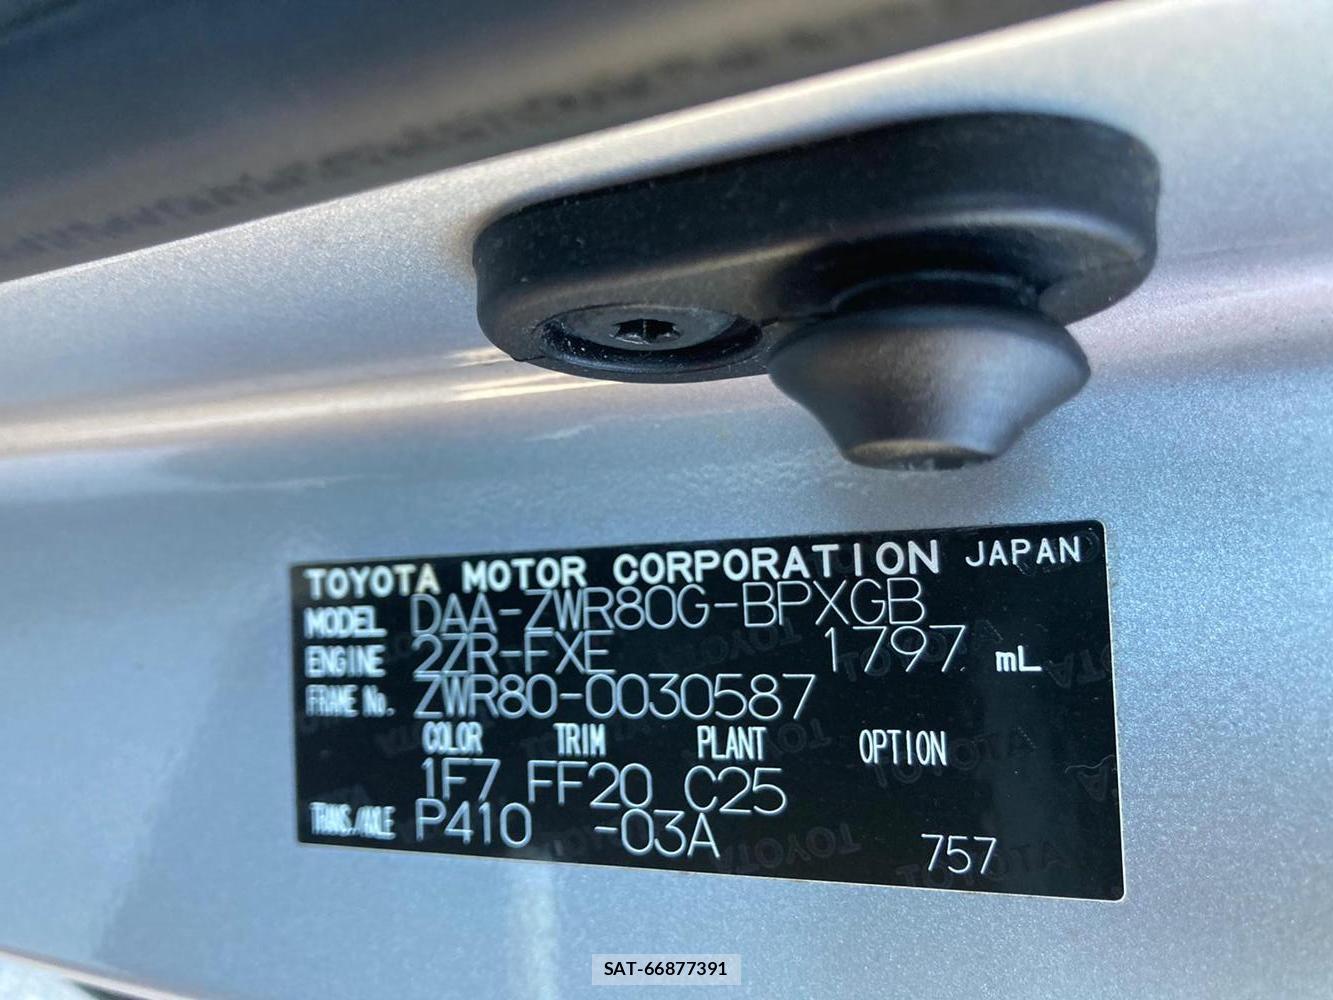 TOYOTA MOTOR CORPORATION JAPAN
MODEL DAA-ZWR80G-BPXGB
ENGINE 2ZR-FXE 1797 mL
FRAME No. ZWR80-0030587
COLOR TRIM PLANT OPTION
1F7 FF20 C25
TRANS./AXLE P410 -03A
757
SAT-66877391